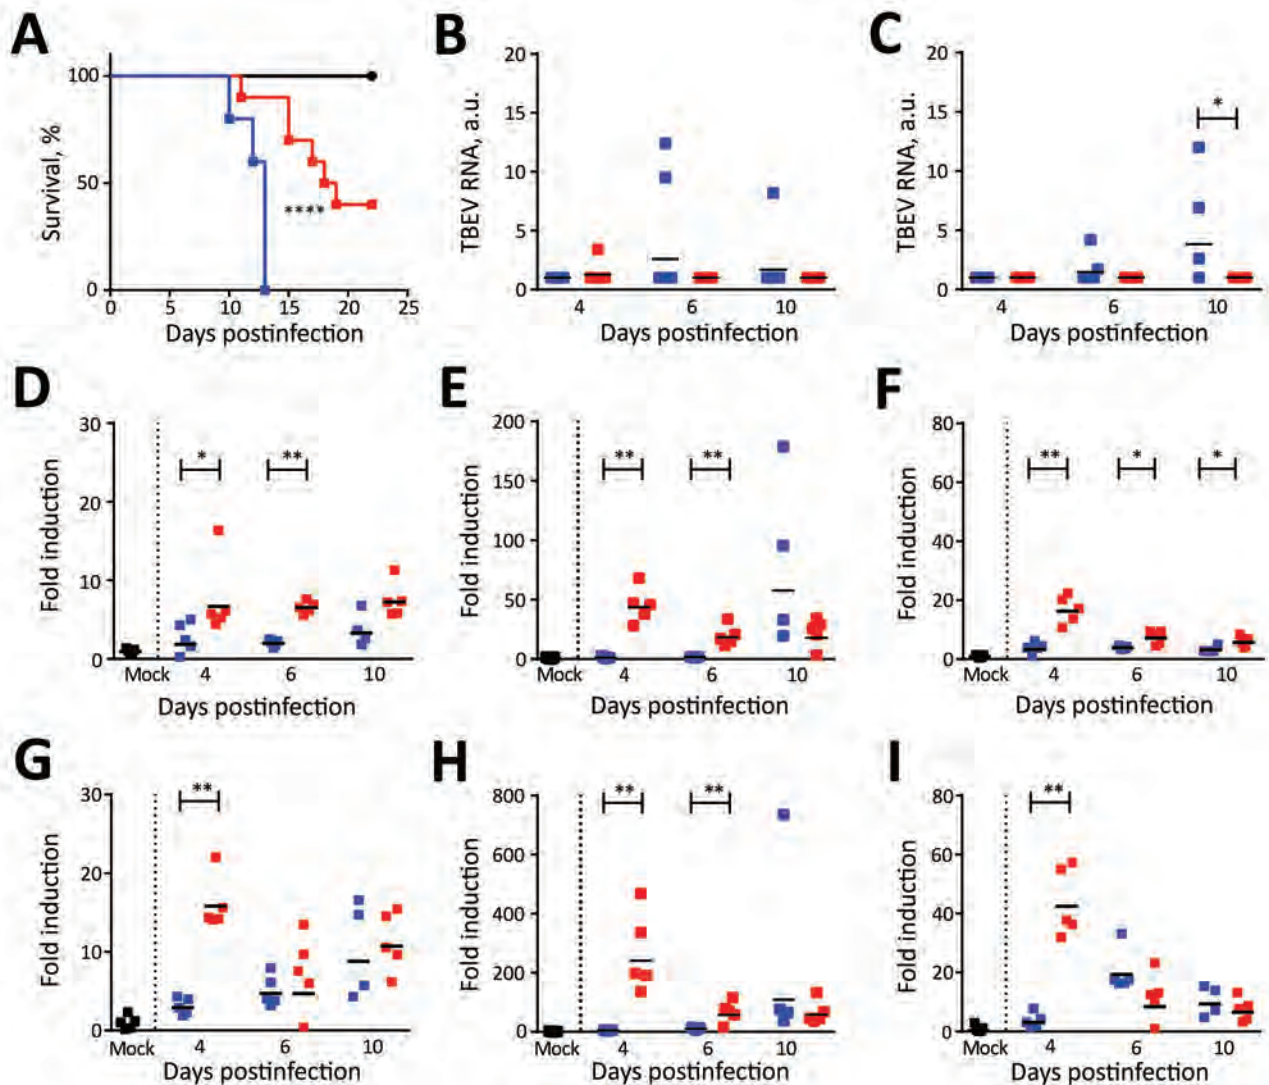 A
Survival, %
100
50
0
****
0 5 10 15 20 25
Days postinfection
B
TBEV RNA, a.u.
20
15
10
5
0
4 6 10
Days postinfection
C
TBEV RNA, a.u.
20
15
10
5
0
*
4 6 10
Days postinfection
D
Fold induction
30
20
10
0
* **
Mock 4 6 10
Days postinfection
E
Fold induction
200
150
100
50
0
** **
Mock 4 6 10
Days postinfection
F
Fold induction
80
60
40
20
0
** * *
Mock 4 6 10
Days postinfection
G
Fold induction
30
20
10
0
**
Mock 4 6 10
Days postinfection
H
Fold induction
800
600
400
200
0
** **
Mock 4 6 10
Days postinfection
I
Fold induction
80
60
40
20
0
**
Mock 4 6 10
Days postinfection